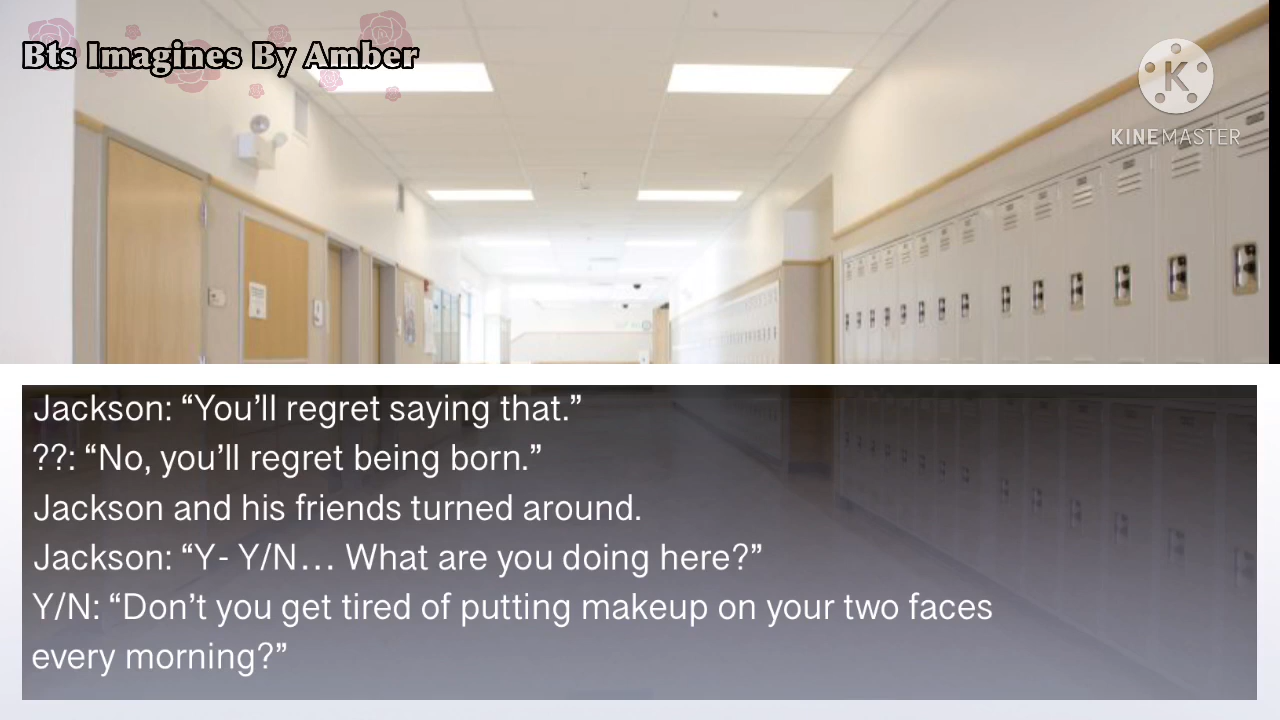 Bts Imagines By Amber
K
KINEMASTER
Jackson: “You’ll regret saying that.”
??: “No, you’ll regret being born.”
Jackson and his friends turned around.
Jackson: “Y- Y/N… What are you doing here?”
Y/N: “Don’t you get tired of putting makeup on your two faces
every morning?”